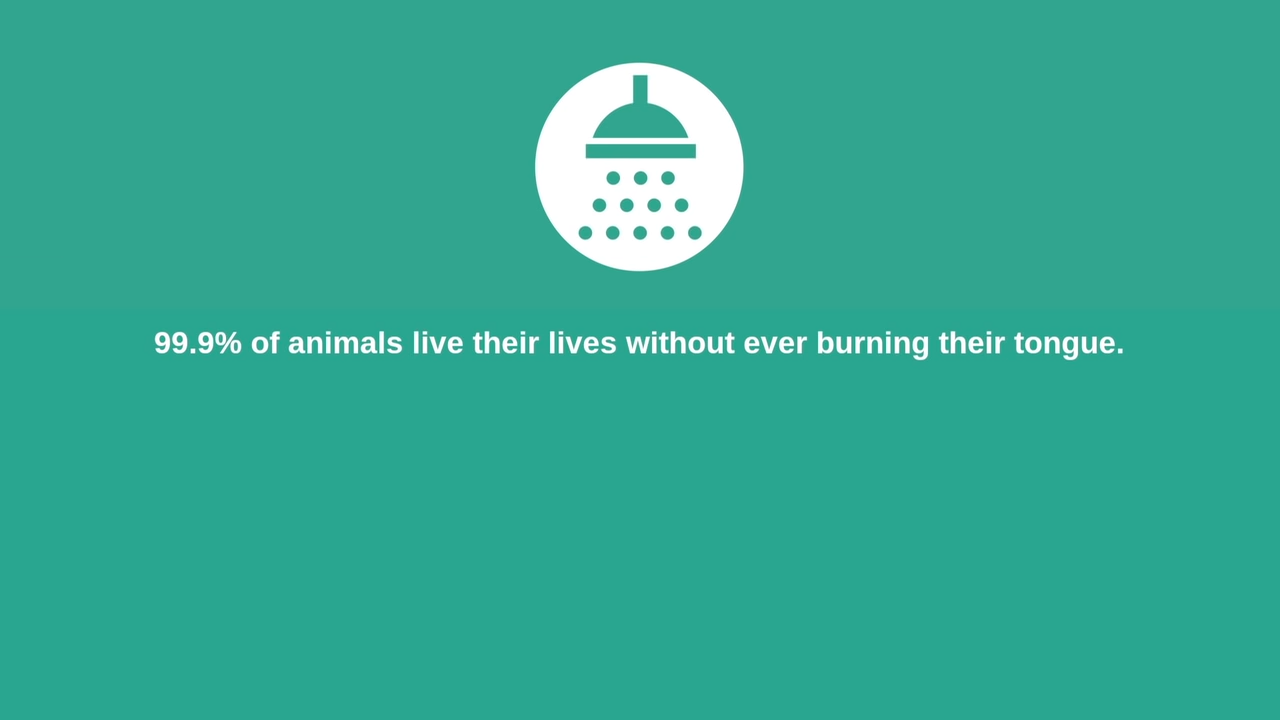 99.9% of animals live their lives without ever burning their tongue.